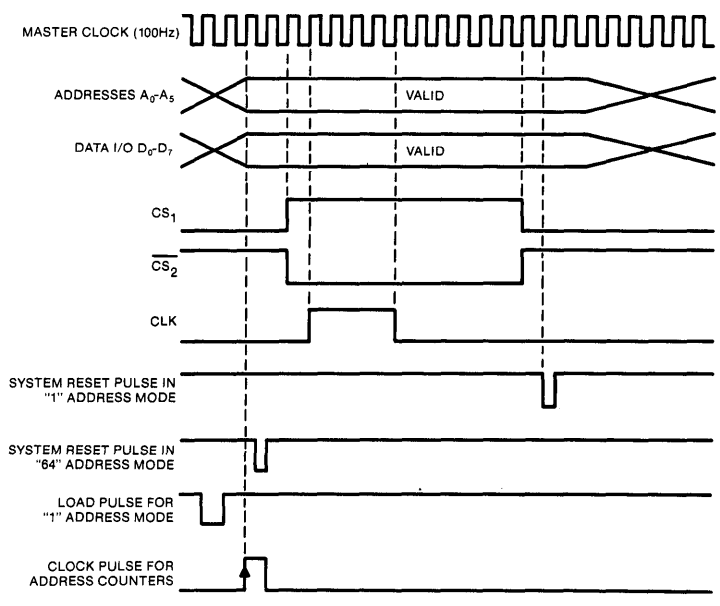 MASTER CLOCK (100Hz)
ADDRESSES A₀-A₅
VALID
DATA I/O D₀-D₇
VALID
CS₁
C̅S̅₂
CLK
SYSTEM RESET PULSE IN
"1" ADDRESS MODE
SYSTEM RESET PULSE IN
"64" ADDRESS MODE
LOAD PULSE FOR
"1" ADDRESS MODE
CLOCK PULSE FOR
ADDRESS COUNTERS